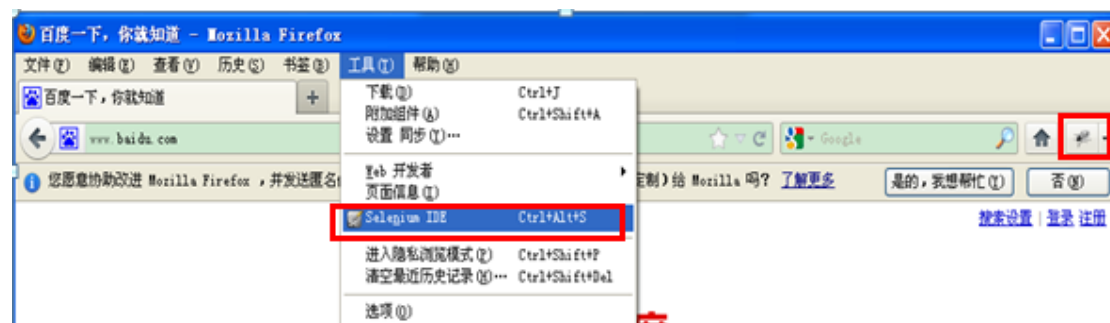 百度一下，你就知道 - Mozilla Firefox
文件(F) 编辑(E) 查看(V) 历史(S) 书签(B) 工具(T) 帮助(H)
百度一下，你就知道 +
下载(D) Ctrl+J
附加组件(A) Ctrl+Shift+A
设置 同步(Y)...
www.baidu.com
Google
Web 开发者
页面信息(I)
您愿意协助改进 Mozilla Firefox ，并发送匿名
定制)给 Mozilla 吗? 了解更多 是的，我想帮忙(Y) 否(N)
Selenium IDE Ctrl+Alt+S
搜索设置 | 登录 注册
进入隐私浏览模式(P) Ctrl+Shift+P
清空最近历史记录(H)... Ctrl+Shift+Del
选项(O)